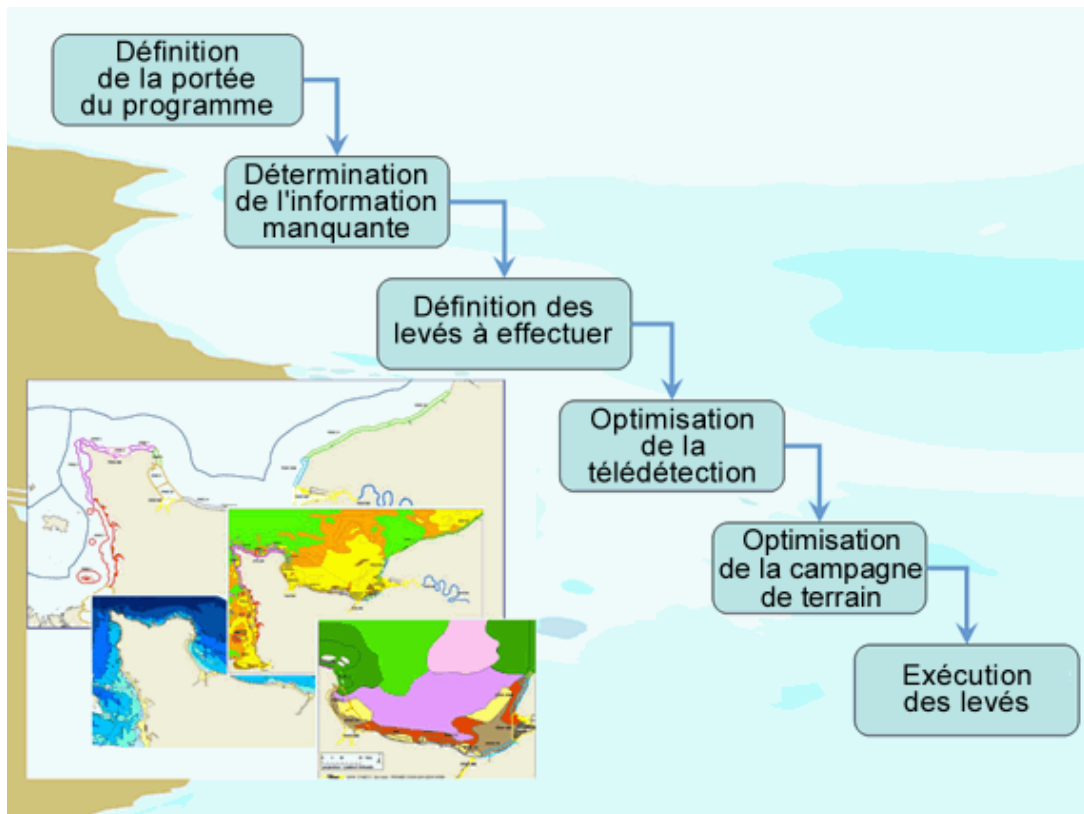 Définition
de la portée
du programme
Détermination
de l'information
manquante
Définition des
levés à effectuer
Optimisation
de la
télédétection
Optimisation
de la campagne
de terrain
Exécution
des levés